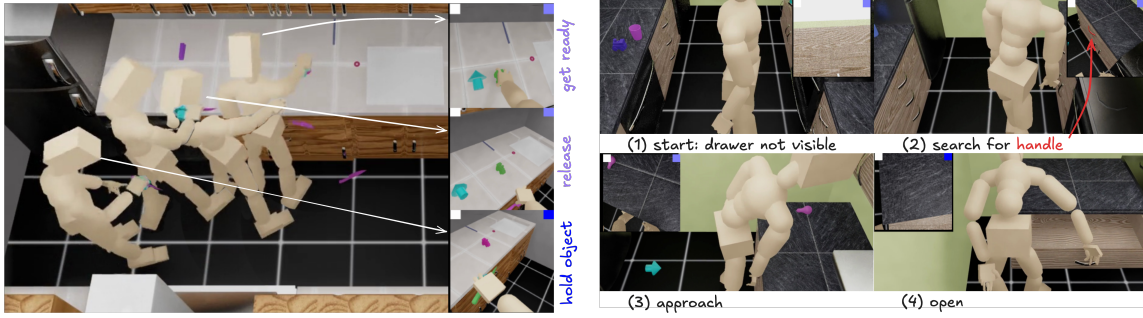 get ready
release
hold object
(1) start: drawer not visible
(2) search for handle
(3) approach
(4) open